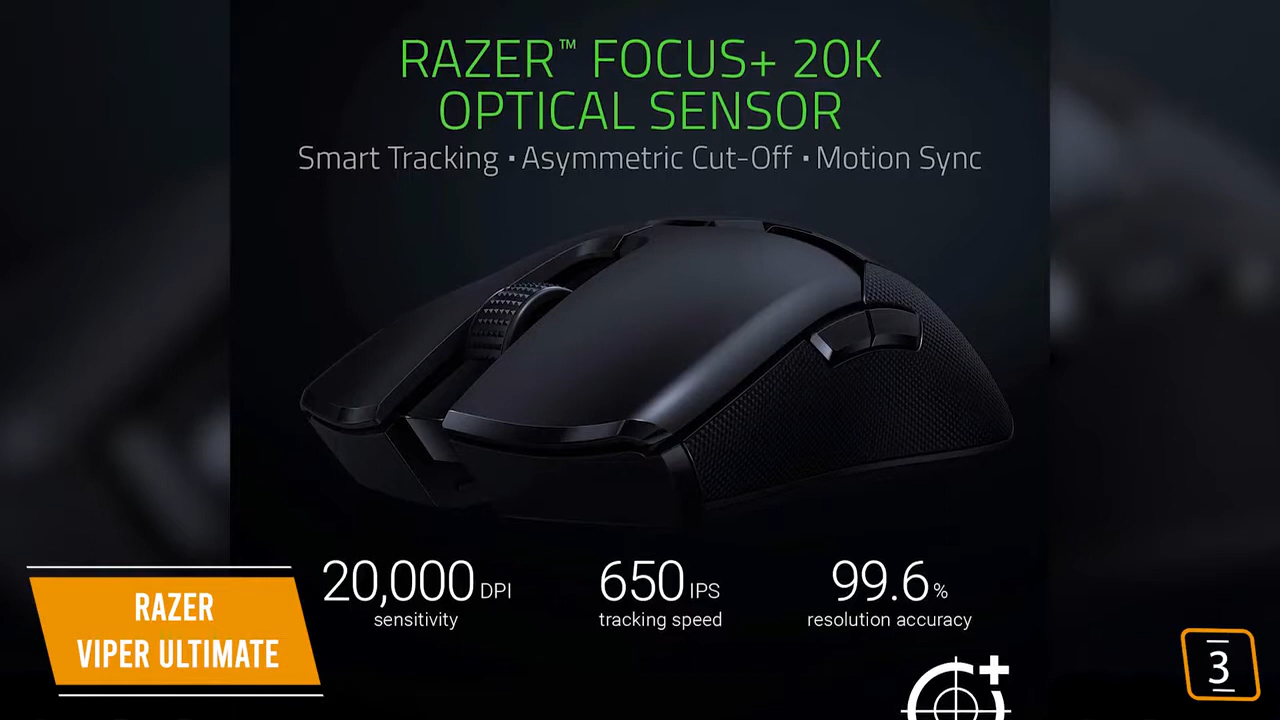 RAZER™ FOCUS+ 20K
OPTICAL SENSOR
Smart Tracking · Asymmetric Cut-Off · Motion Sync
20,000 DPI
sensitivity
650 IPS
tracking speed
99.6 %
resolution accuracy
RAZER
VIPER ULTIMATE
3